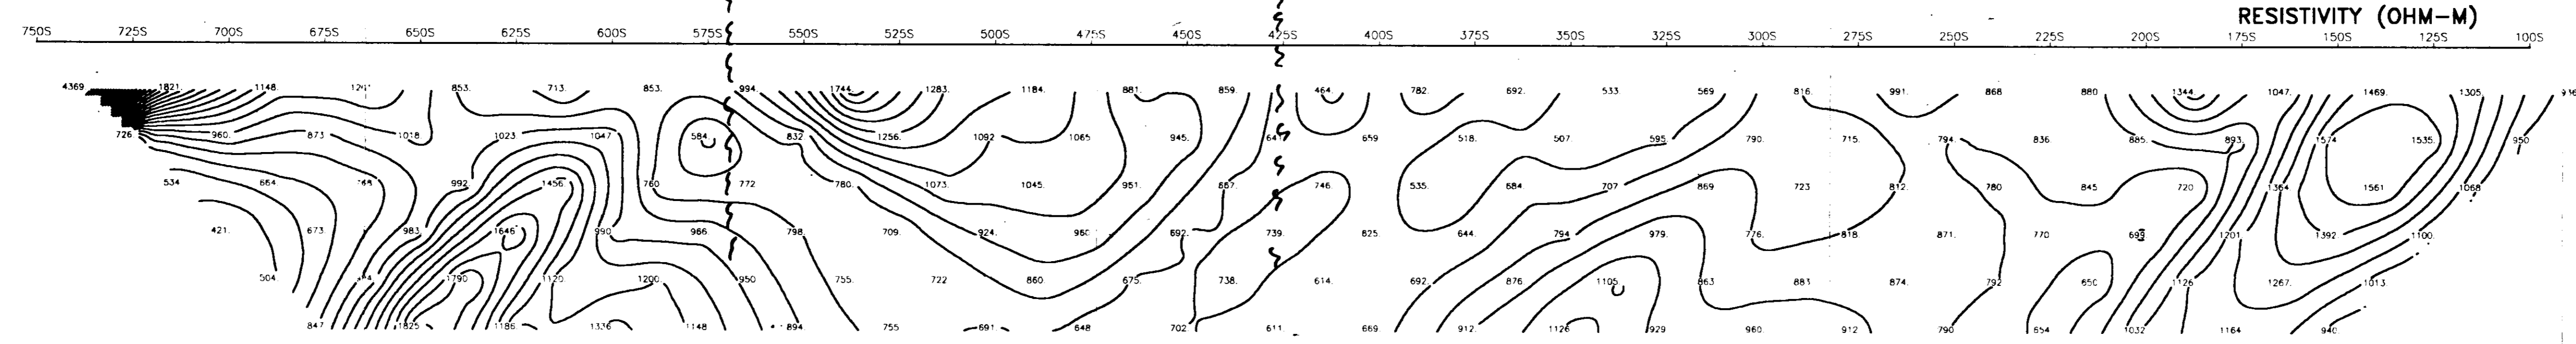 RESISTIVITY (OHM-M)
750S 725S 700S 675S 650S 625S 600S 575S 550S 525S 500S 475S 450S 425S 400S 375S 350S 325S 300S 275S 250S 225S 200S 175S 150S 125S 100S
4369. 1821. 1148. 853. 713. 853. 994. 1744. 1283. 1184. 881. 859. 464. 782. 692. 533 569 816. 991. 868 880 1344. 1047. 1469. 1305. 916
726. 960. 873 1018 1023 1047 584. 832. 1256. 1092 1065 945. 659 518. 507. 595. 790. 715. 794. 836 885. 893. 1574 1535. 950
534 664 992. 1456. 760 772 780. 1073. 1045. 951. 667. 746. 535. 684 707 869 723 812. 780 845 720 1364. 1561 1068
421. 673. 983. 1646. 990 966 798. 709. 924. 960. 692. 739. 625. 644. 794 979. 776. 818. 871. 770 699 1201 1392 1100.
504. 1790. 1120. 1200. 950 755. 722 860 675. 738. 614. 692. 876 1105. 863 883 874. 792 650 1126 1267. 1013.
847. 1825 1186. 1336 1148 894 755 691. 648 702 611. 669. 912. 1126 929 960. 912 790 654 1032 1164 940.